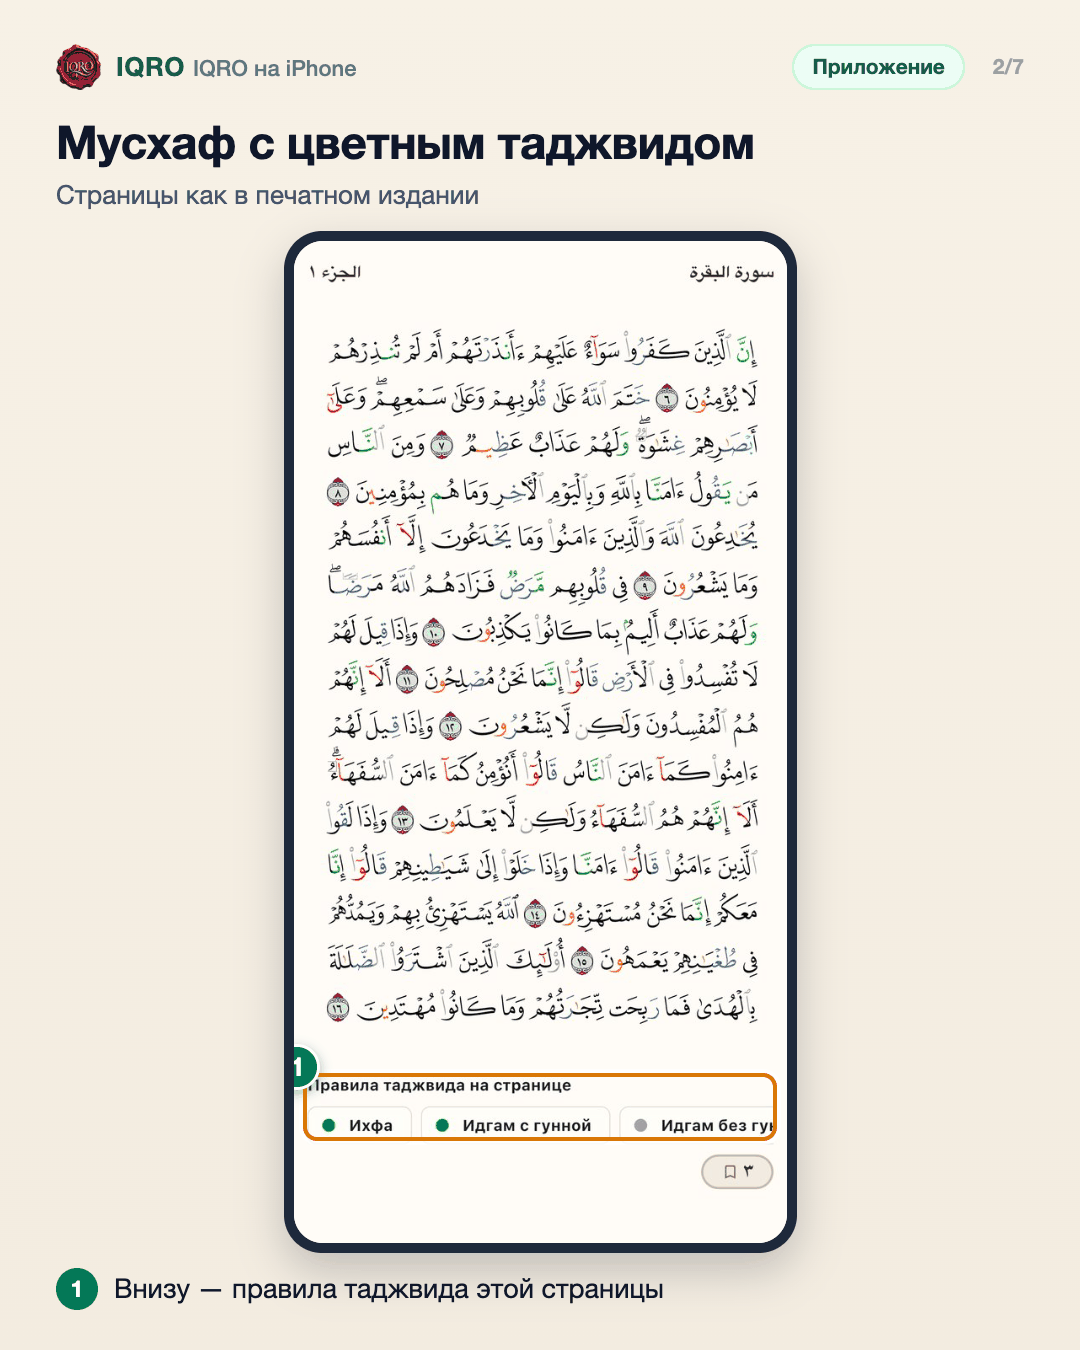 IQRO IQRO на iPhone
Приложение 2/7
Мусхаф с цветным таджвидом
Страницы как в печатном издании
سورة البقرة
الجزء ١
إِنَّ ٱلَّذِينَ كَفَرُوا۟ سَوَآءٌ عَلَيْهِمْ ءَأَنذَرْتَهُمْ أَمْ لَمْ تُنذِرْهُمْ
لَا يُؤْمِنُونَ ٦ خَتَمَ ٱللَّهُ عَلَىٰ قُلُوبِهِمْ وَعَلَىٰ سَمْعِهِمْ ۖ وَعَلَىٰٓ
أَبْصَـٰرِهِمْ غِشَـٰوَةٌ ۖ وَلَهُمْ عَذَابٌ عَظِيمٌ ٧ وَمِنَ ٱلنَّاسِ
مَن يَقُولُ ءَامَنَّا بِٱللَّهِ وَبِٱلْيَوْمِ ٱلْـَٔاخِرِ وَمَا هُم بِمُؤْمِنِينَ ٨
يُخَـٰدِعُونَ ٱللَّهَ وَٱلَّذِينَ ءَامَنُوا۟ وَمَا يَخْدَعُونَ إِلَّآ أَنفُسَهُمْ
وَمَا يَشْعُرُونَ ٩ فِى قُلُوبِهِم مَّرَضٌ فَزَادَهُمُ ٱللَّهُ مَرَضًا ۖ
وَلَهُمْ عَذَابٌ أَلِيمٌۢ بِمَا كَانُوا۟ يَكْذِبُونَ ١٠ وَإِذَا قِيلَ لَهُمْ
لَا تُفْسِدُوا۟ فِى ٱلْأَرْضِ قَالُوٓا۟ إِنَّمَا نَحْنُ مُصْلِحُونَ ١١ أَلَآ إِنَّهُمْ
هُمُ ٱلْمُفْسِدُونَ وَلَـٰكِن لَّا يَشْعُرُونَ ١٢ وَإِذَا قِيلَ لَهُمْ
ءَامِنُوا۟ كَمَآ ءَامَنَ ٱلنَّاسُ قَالُوٓا۟ أَنُؤْمِنُ كَمَآ ءَامَنَ ٱلسُّفَهَآءُ ۗ
أَلَآ إِنَّهُمْ هُمُ ٱلسُّفَهَآءُ وَلَـٰكِن لَّا يَعْلَمُونَ ١٣ وَإِذَا لَقُوا۟
ٱلَّذِينَ ءَامَنُوا۟ قَالُوٓا۟ ءَامَنَّا وَإِذَا خَلَوْا۟ إِلَىٰ شَيَـٰطِينِهِمْ قَالُوٓا۟ إِنَّا
مَعَكُمْ إِنَّمَا نَحْنُ مُسْتَهْزِءُونَ ١٤ ٱللَّهُ يَسْتَهْزِئُ بِهِمْ وَيَمُدُّهُمْ
فِى طُغْيَـٰنِهِمْ يَعْمَهُونَ ١٥ أُو۟لَـٰٓئِكَ ٱلَّذِينَ ٱشْتَرَوُا۟ ٱلضَّلَـٰلَةَ
بِٱلْهُدَىٰ فَمَا رَبِحَت تِّجَـٰرَتُهُمْ وَمَا كَانُوا۟ مُهْتَدِينَ ١٦
1
Правила таджвида на странице
Ихфа Идгам с гунной Идгам без гун
٣
1 Внизу — правила таджвида этой страницы